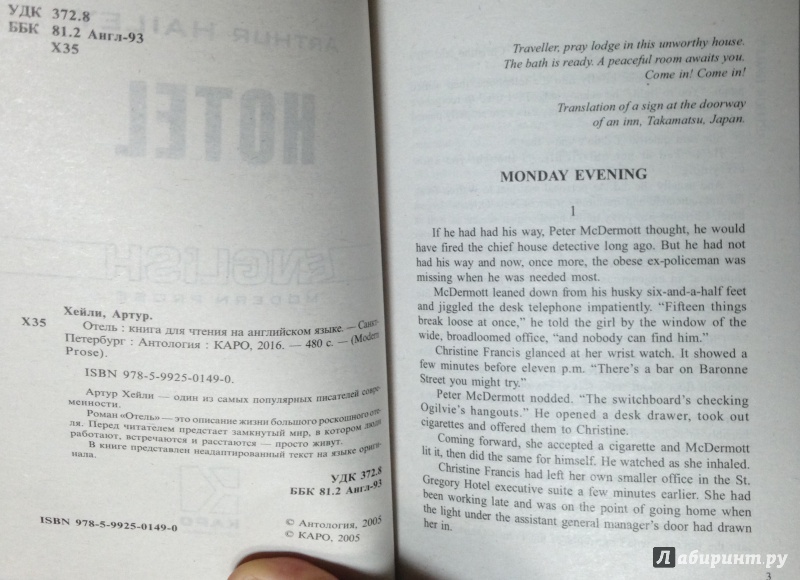 УДК 372.8
ББК 81.2 Англ-93
Х35
ARTHUR HAILEY
HOTEL
ENGLISH
MODERN PROSE
Хейли, Артур.
Х35
Отель : книга для чтения на английском языке. — Санкт-
Петербург : Антология : КАРО, 2016. — 480 с. — (Modern
Prose).
ISBN 978-5-9925-0149-0.
Артур Хейли — один из самых популярных писателей совре-
менности.
Роман «Отель» — это описание жизни большого роскошного оте-
ля. Перед читателем предстает замкнутый мир, в котором люди
работают, встречаются и расстаются — просто живут.
В книге представлен неадаптированный текст на языке ориги-
нала.
УДК 372.8
ББК 81.2 Англ-93
КАРО
ISBN 978-5-9925-0149-0
© Антология, 2005
© КАРО, 2005
Traveller, pray lodge in this unworthy house.
The bath is ready. A peaceful room awaits you.
Come in! Come in!
Translation of a sign at the doorway
of an inn, Takamatsu, Japan.
MONDAY EVENING
1
If he had had his way, Peter McDermott thought, he would
have fired the chief house detective long ago. But he had not
had his way and now, once more, the obese ex-policeman was
missing when he was needed most.
McDermott leaned down from his husky six-and-a-half feet
and jiggled the desk telephone impatiently. “Fifteen things
break loose at once,” he told the girl by the window of the
wide, broadloomed office, “and nobody can find him.”
Christine Francis glanced at her wrist watch. It showed a
few minutes before eleven p.m. “There’s a bar on Baronne
Street you might try.”
Peter McDermott nodded. “The switchboard’s checking
Ogilvie’s hangouts.” He opened a desk drawer, took out
cigarettes and offered them to Christine.
Coming forward, she accepted a cigarette and McDermott
lit it, then did the same for himself. He watched as she inhaled.
Christine Francis had left her own smaller office in the St.
Gregory Hotel executive suite a few minutes earlier. She had
been working late and was on the point of going home when
the light under the assistant general manager’s door had drawn
her in.
3
Лабиринт.ру